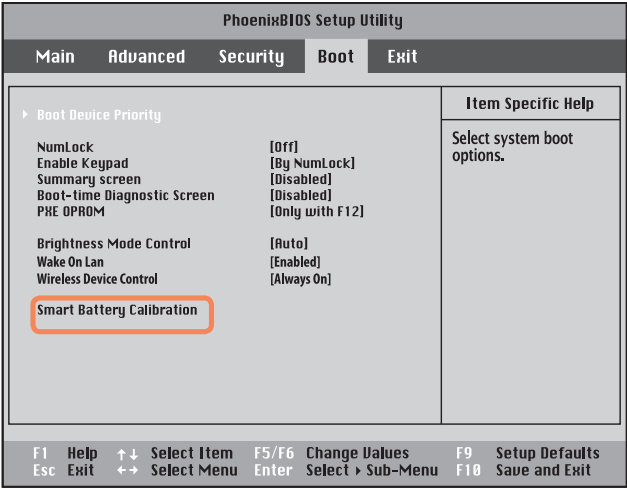 PhoenixBIOS Setup Utility
Main Advanced Security Boot Exit
Boot Device Priority
Item Specific Help
Select system boot
options.
NumLock [Off]
Enable Keypad [By NumLock]
Summary screen [Disabled]
Boot-time Diagnostic Screen [Disabled]
PXE OPROM [Only with F12]
Brightness Mode Control [Auto]
Wake On Lan [Enabled]
Wireless Device Control [Always On]
Smart Battery Calibration
F1 Help ↑↓ Select Item F5/F6 Change Values F9 Setup Defaults
Esc Exit ←→ Select Menu Enter Select ▸ Sub-Menu F10 Save and Exit